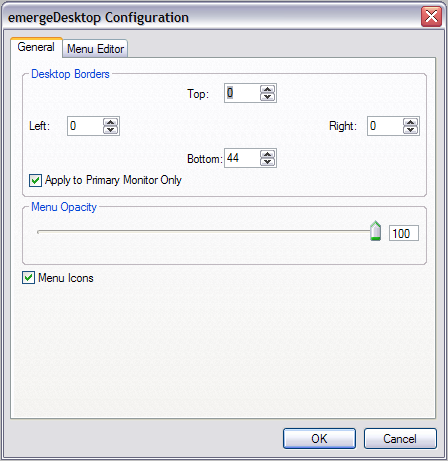 emergeDesktop Configuration
General Menu Editor
Desktop Borders
Top: 0
Left: 0 Right: 0
Bottom: 44
Apply to Primary Monitor Only
Menu Opacity
100
Menu Icons
OK Cancel